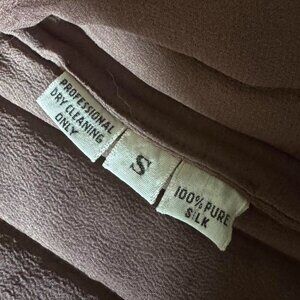 PROFESSIONAL
DRY CLEANING
ONLY
S
100% PURE
SILK